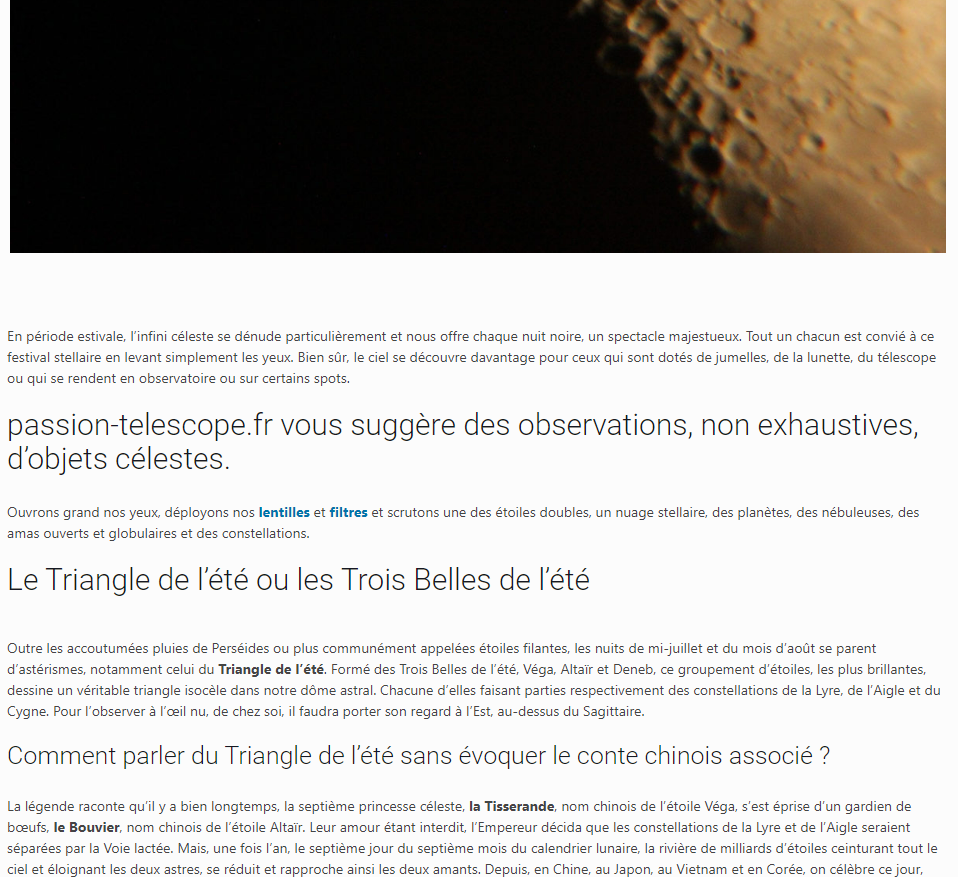 En période estivale, l’infini céleste se dénude particulièrement et nous offre chaque nuit noire, un spectacle majestueux. Tout un chacun est convié à ce
festival stellaire en levant simplement les yeux. Bien sûr, le ciel se découvre davantage pour ceux qui sont dotés de jumelles, de la lunette, du télescope
ou qui se rendent en observatoire ou sur certains spots.
passion-telescope.fr vous suggère des observations, non exhaustives,
d’objets célestes.
Ouvrons grand nos yeux, déployons nos lentilles et filtres et scrutons une des étoiles doubles, un nuage stellaire, des planètes, des nébuleuses, des
amas ouverts et globulaires et des constellations.
Le Triangle de l’été ou les Trois Belles de l’été
Outre les accoutumées pluies de Perséides ou plus communément appelées étoiles filantes, les nuits de mi-juillet et du mois d’août se parent
d’astérismes, notamment celui du Triangle de l’été. Formé des Trois Belles de l’été, Véga, Altaïr et Deneb, ce groupement d’étoiles, les plus brillantes,
dessine un véritable triangle isocèle dans notre dôme astral. Chacune d’elles faisant parties respectivement des constellations de la Lyre, de l’Aigle et du
Cygne. Pour l’observer à l’œil nu, de chez soi, il faudra porter son regard à l’Est, au-dessus du Sagittaire.
Comment parler du Triangle de l’été sans évoquer le conte chinois associé ?
La légende raconte qu’il y a bien longtemps, la septième princesse céleste, la Tisserande, nom chinois de l’étoile Véga, s’est éprise d’un gardien de
bœufs, le Bouvier, nom chinois de l’étoile Altaïr. Leur amour étant interdit, l’Empereur décida que les constellations de la Lyre et de l’Aigle seraient
séparées par la Voie lactée. Mais, une fois l’an, le septième jour du septième mois du calendrier lunaire, la rivière de milliards d’étoiles ceinturant tout le
ciel et éloignant les deux astres, se réduit et rapproche ainsi les deux amants. Depuis, en Chine, au Japon, au Vietnam et en Corée, on célèbre ce jour,